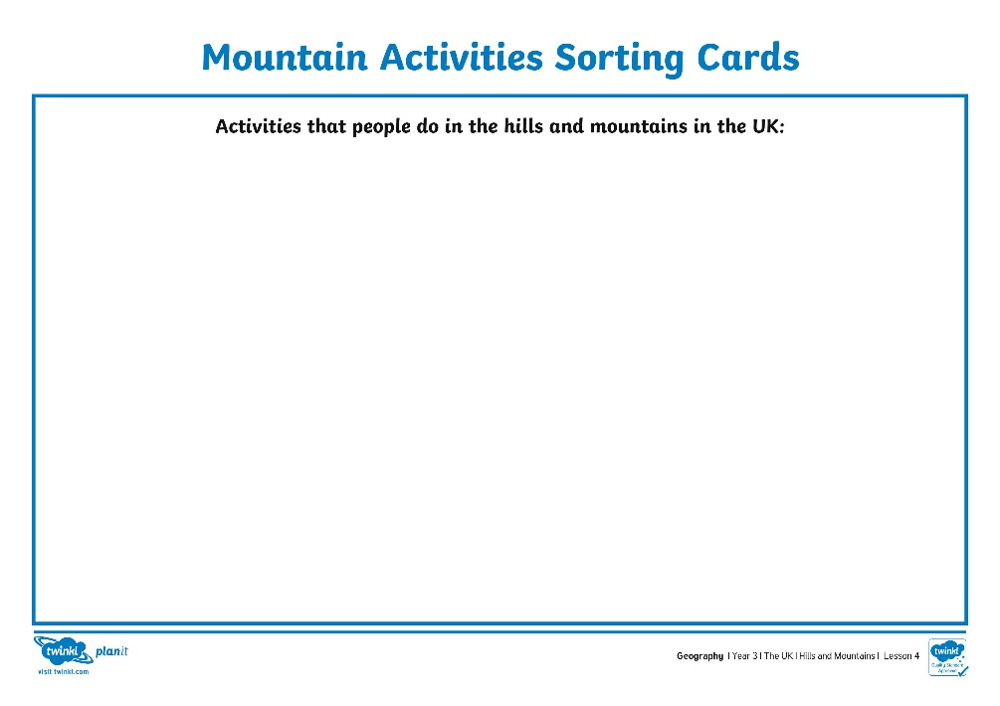 Mountain Activities Sorting Cards
Activities that people do in the hills and mountains in the UK:
twinkl planit
visit twinkl.com
Geography | Year 3 | The UK | Hills and Mountains | Lesson 4
twinkl
Quality Standard
Approved